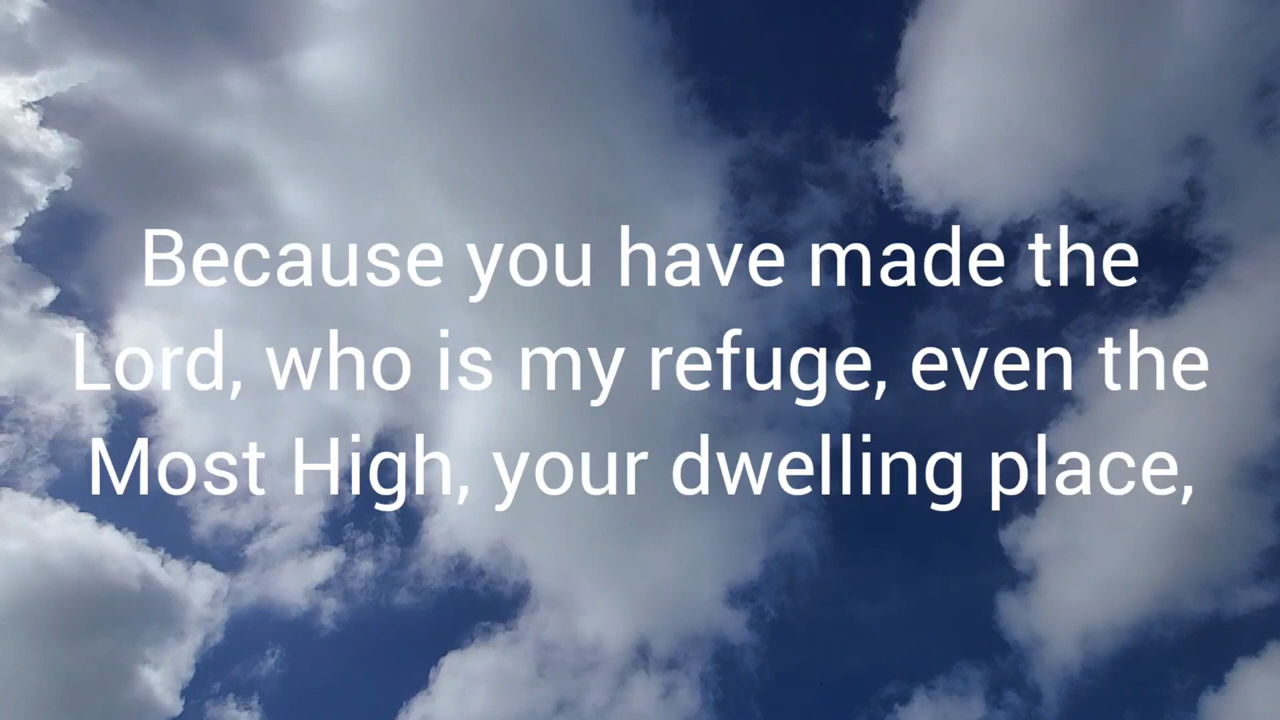 Because you have made the
Lord, who is my refuge, even the
Most High, your dwelling place,